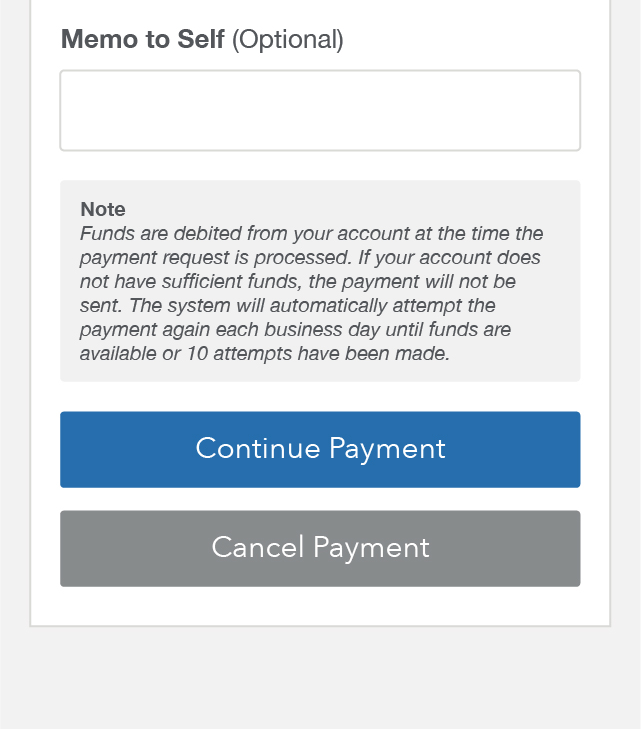 Memo to Self (Optional)
Note
Funds are debited from your account at the time the
payment request is processed. If your account does
not have sufficient funds, the payment will not be
sent. The system will automatically attempt the
payment again each business day until funds are
available or 10 attempts have been made.
Continue Payment
Cancel Payment